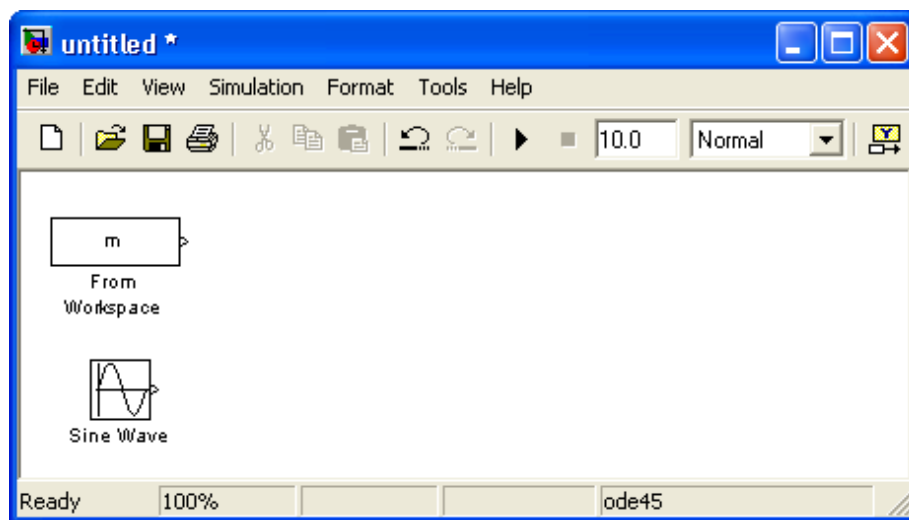 untitled *
File Edit View Simulation Format Tools Help
10.0 Normal
m
From
Workspace
Sine Wave
Ready 100% ode45